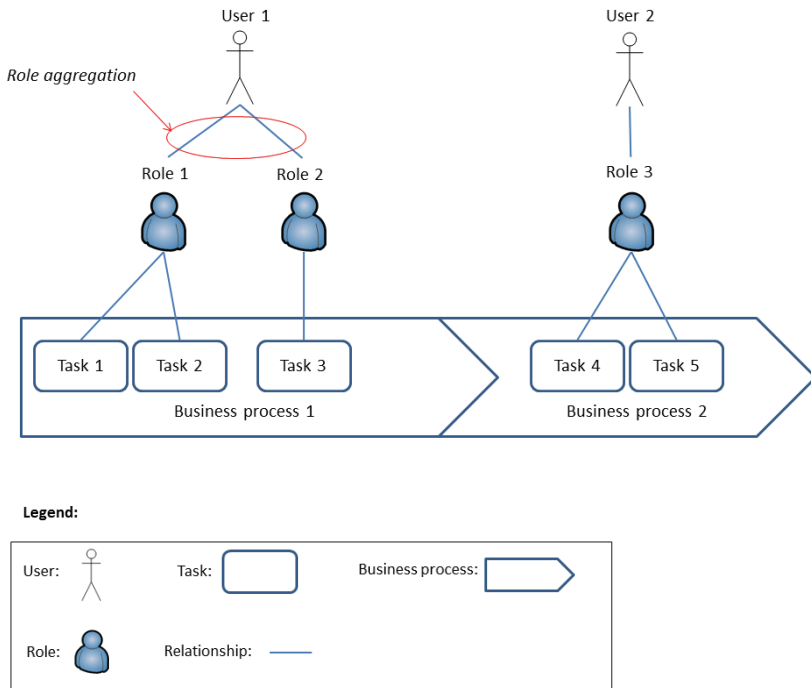 User 1
User 2
Role aggregation
Role 1
Role 2
Role 3
Task 1
Task 2
Task 3
Task 4
Task 5
Business process 1
Business process 2
Legend:
User:
Task:
Business process:
Role:
Relationship: